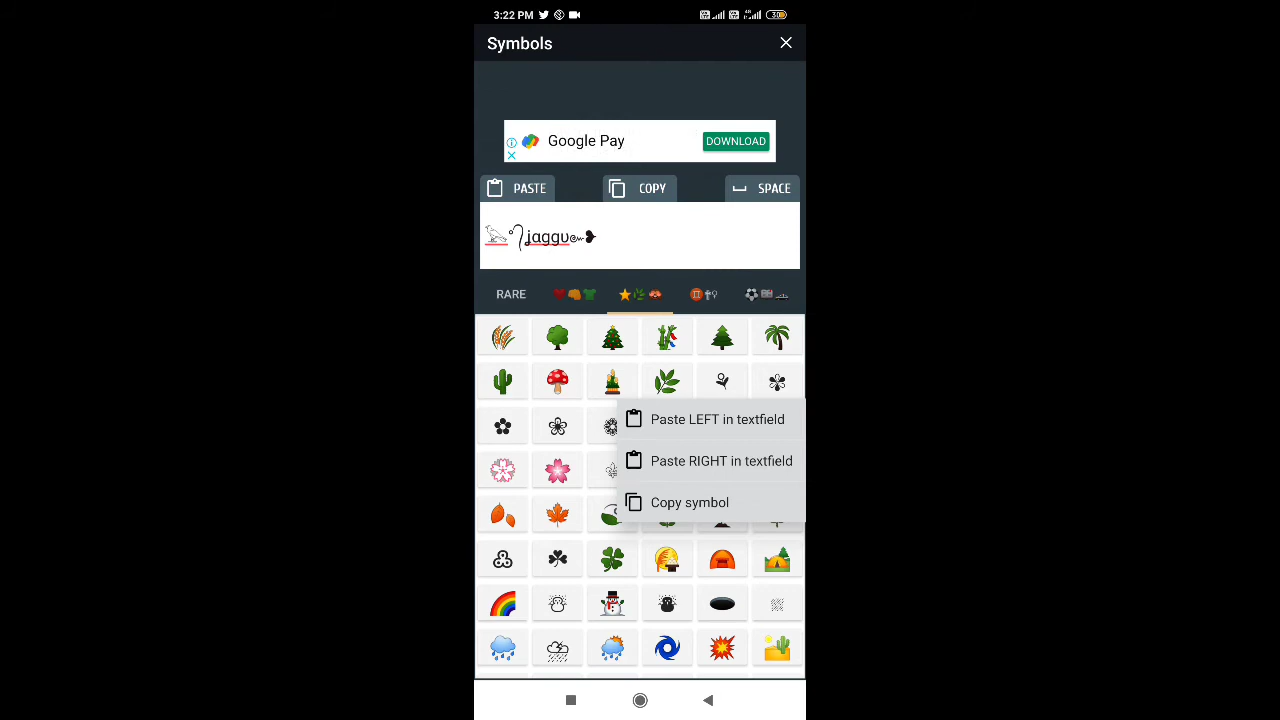 3:22 PM
Symbols
Google Pay
DOWNLOAD
PASTE
COPY
SPACE
jaggu
RARE
Paste LEFT in textfield
Paste RIGHT in textfield
Copy symbol